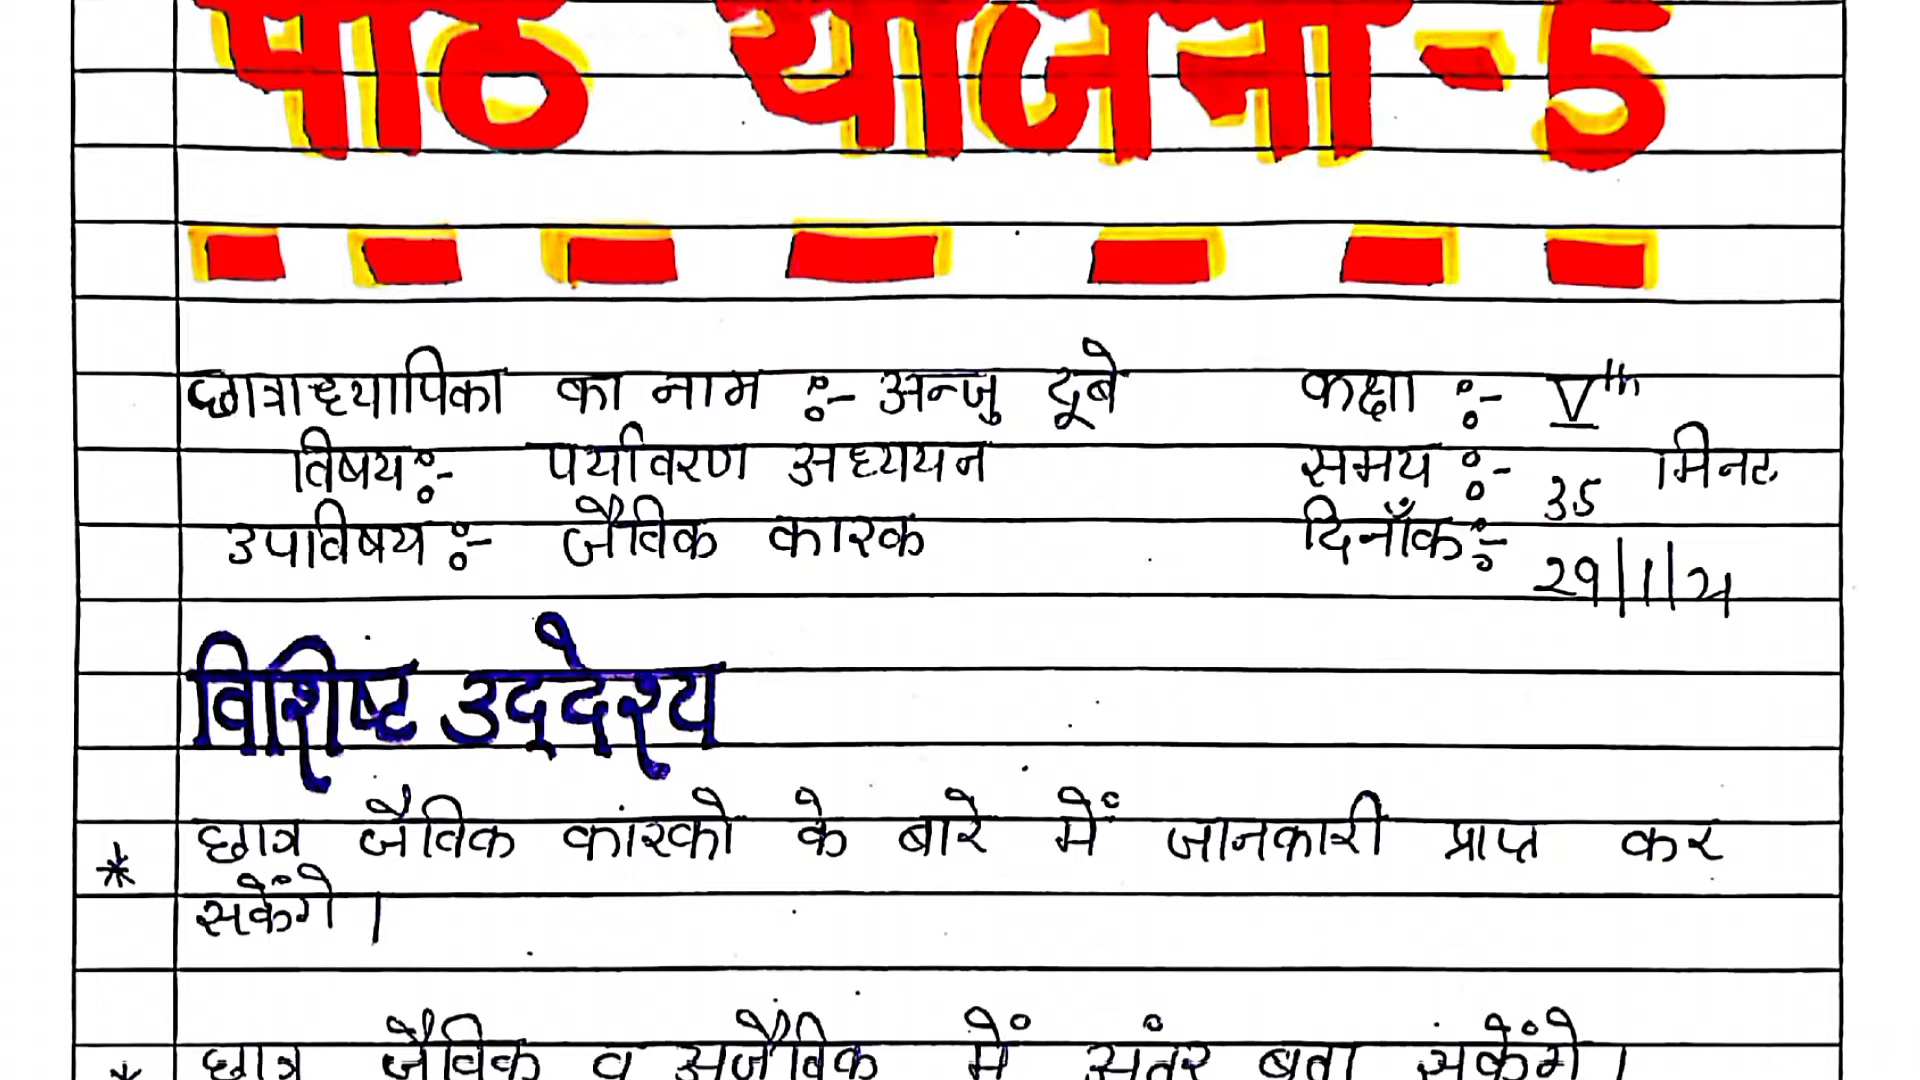 पाठ योजना-5
छात्राध्यापिका का नाम :- अन्जु दूबे कक्षा :- Vth
विषय:- पर्यावरण अध्ययन समय :- 35 मिनट
उपविषय :- जैविक कारक दिनाँक:- 29/1/24
विशिष्ट उद्देश्य
* छात्र जैविक कांरको के बारे में जानकारी प्राप्त कर
सकेंगे ।
* छात्र जैविक व अजैविक में अंतर बता सकेंगे ।